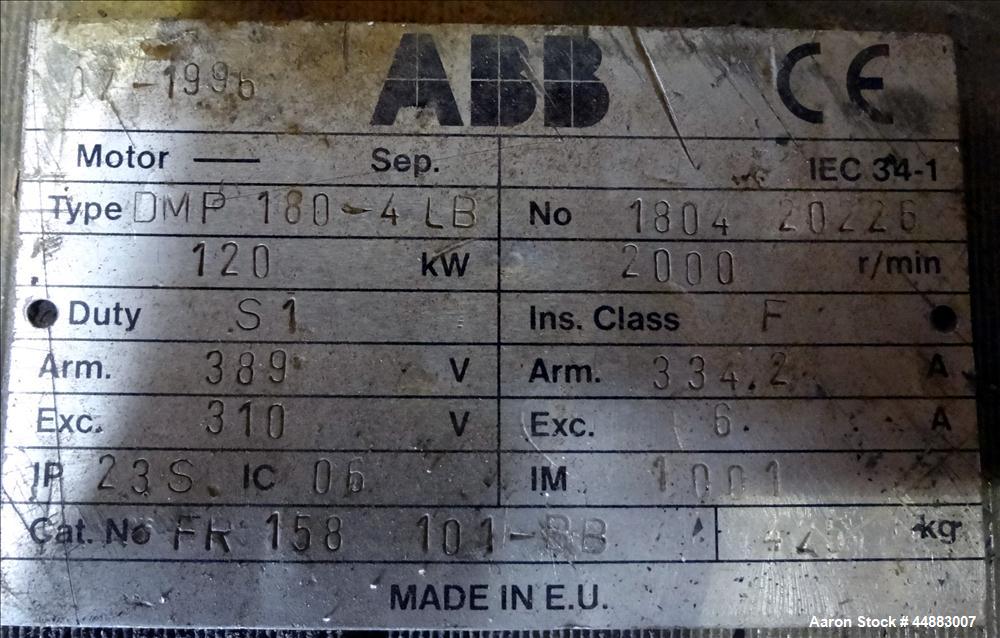 07-1996 ABB CE
Motor — Sep. IEC 34-1
Type DMP 180-4 LB No 1804 20226
120 kW 2000 r/min
Duty S1 Ins. Class F
Arm. 389 V Arm. 334.2 A
Exc. 310 V Exc. 6. A
IP 23S IC 06 IM 1001
Cat. No FR 158 101-BB kg
MADE IN E.U.
Aaron Stock # 44883007